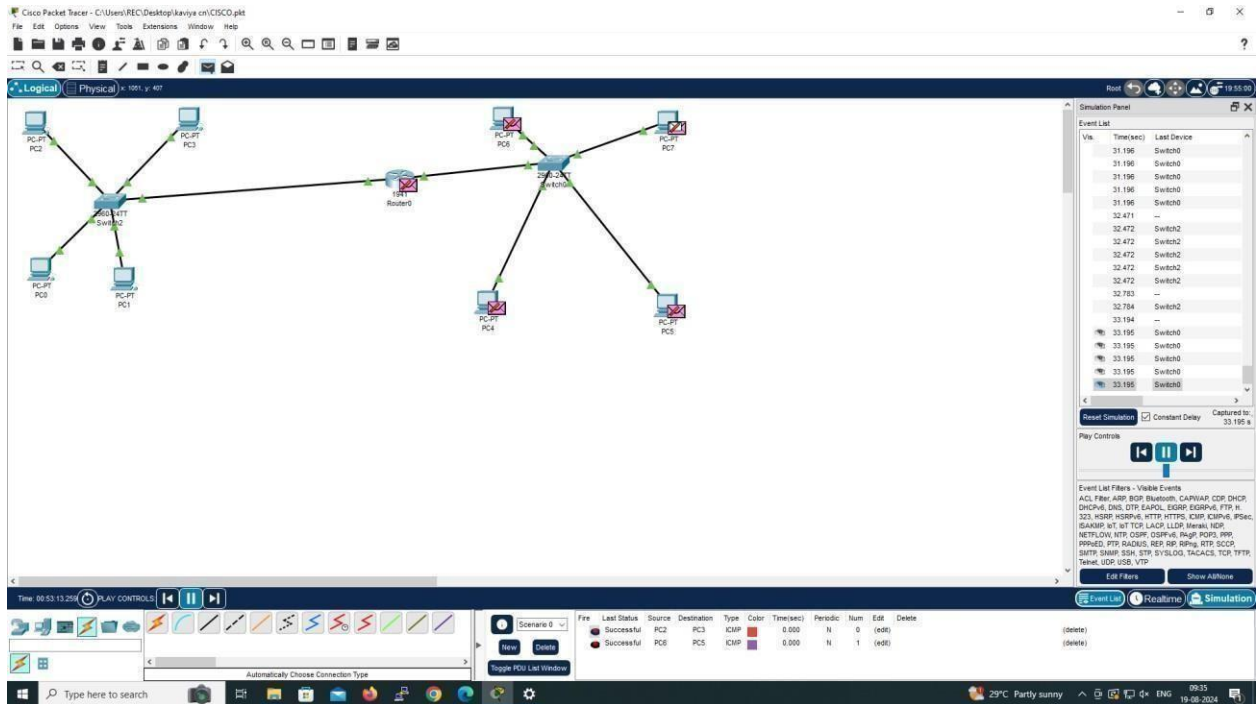 Cisco Packet Tracer - C:\Users\REC\Desktop\kaviya cn\CISCO.pkt
File Edit Options View Tools Extensions Window Help
?
Logical Physical x: 1051, y: 407
Root 19:55:00
PC-PT
PC2
PC-PT
PC3
2960-24TT
Switch2
PC-PT
PC0
PC-PT
PC1
1941
Router0
PC-PT
PC6
PC-PT
PC7
2960-24TT
Switch0
PC-PT
PC4
PC-PT
PC5
Simulation Panel
Event List
Vis. Time(sec) Last Device
31.196 Switch0
31.196 Switch0
31.196 Switch0
31.196 Switch0
31.196 Switch0
32.471 --
32.472 Switch2
32.472 Switch2
32.472 Switch2
32.472 Switch2
32.472 Switch2
32.783 --
32.784 Switch2
33.194 --
33.195 Switch0
33.195 Switch0
33.195 Switch0
33.195 Switch0
33.195 Switch0
Reset Simulation Constant Delay Captured to:
33.195 s
Play Controls
Event List Filters - Visible Events
ACL Filter, ARP, BGP, Bluetooth, CAPWAP, CDP, DHCP,
DHCPv6, DNS, DTP, EAPOL, EIGRP, EIGRPv6, FTP, H.
323, HSRP, HSRPv6, HTTP, HTTPS, ICMP, ICMPv6, IPSec,
ISAKMP, IoT, IoT TCP, LACP, LLDP, Meraki, NDP,
NETFLOW, NTP, OSPF, OSPFv6, PAgP, POP3, PPP,
PPPoED, PTP, RADIUS, REP, RIP, RIPng, RTP, SCCP,
SMTP, SNMP, SSH, STP, SYSLOG, TACACS, TCP, TFTP,
Telnet, UDP, USB, VTP
Edit Filters Show All/None
Time: 00:53:13.259 PLAY CONTROLS:
Event List Realtime Simulation
Automatically Choose Connection Type
Scenario 0
New Delete
Toggle PDU List Window
Fire Last Status Source Destination Type Color Time(sec) Periodic Num Edit Delete
Successful PC2 PC3 ICMP 0.000 N 0 (edit) (delete)
Successful PC6 PC5 ICMP 0.000 N 1 (edit) (delete)
Type here to search
29°C Partly sunny ENG 09:35
19-08-2024